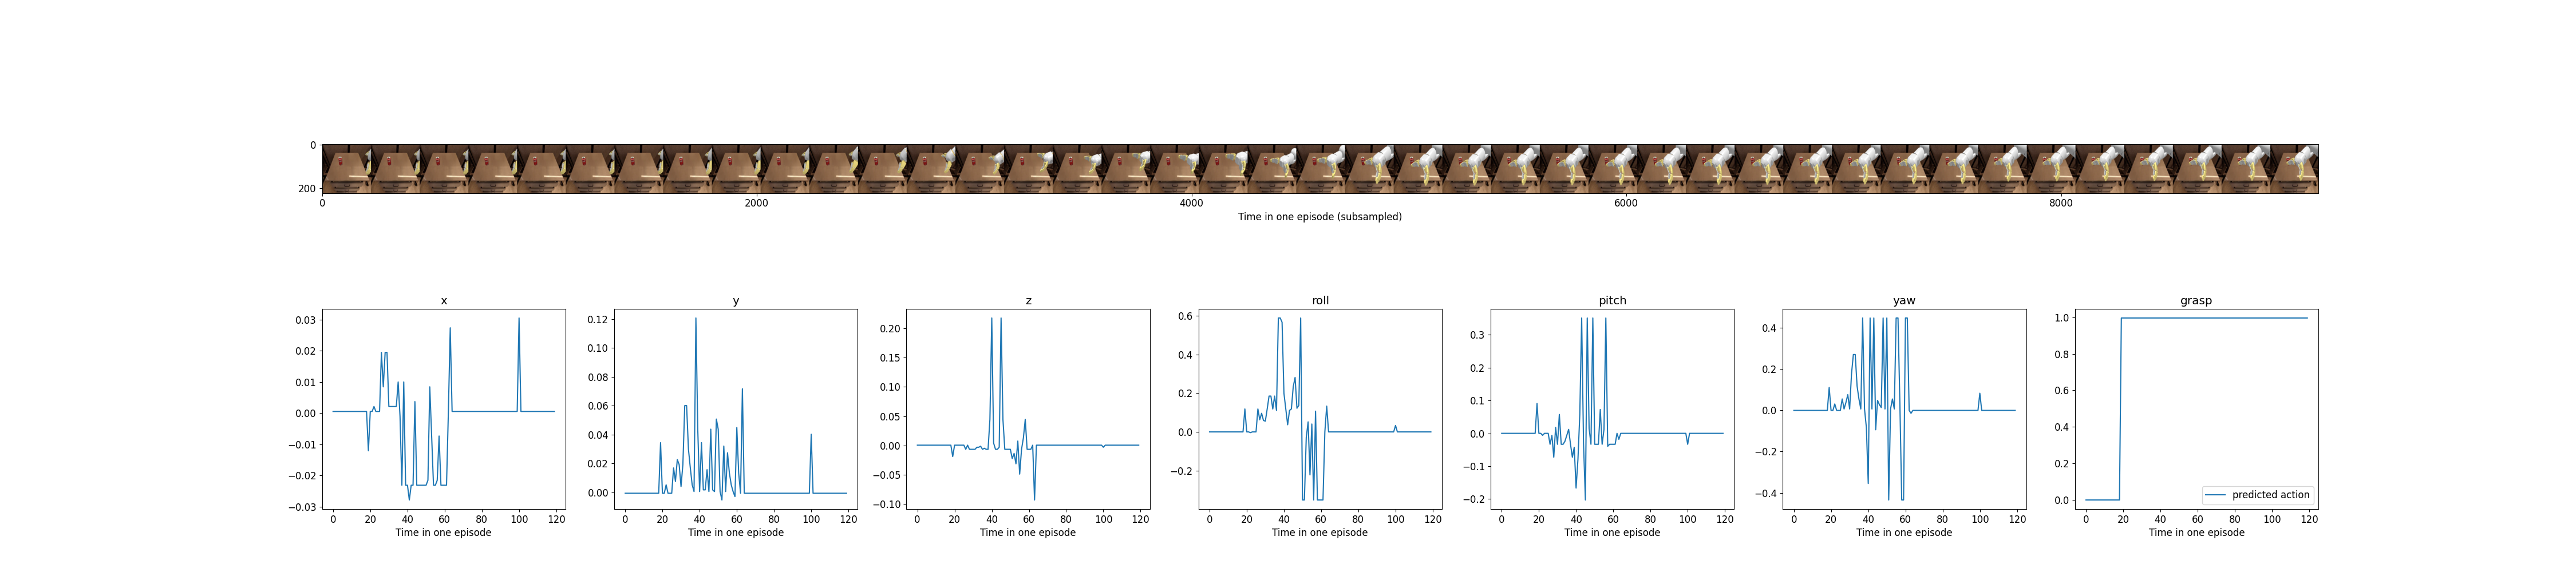 0
200
0 2000 4000 6000 8000
Time in one episode (subsampled)
x
0.03
0.02
0.01
0.00
−0.01
−0.02
−0.03
0 20 40 60 80 100 120
Time in one episode
y
0.12
0.10
0.08
0.06
0.04
0.02
0.00
0 20 40 60 80 100 120
Time in one episode
z
0.20
0.15
0.10
0.05
0.00
−0.05
−0.10
0 20 40 60 80 100 120
Time in one episode
roll
0.6
0.4
0.2
0.0
−0.2
0 20 40 60 80 100 120
Time in one episode
pitch
0.3
0.2
0.1
0.0
−0.1
−0.2
0 20 40 60 80 100 120
Time in one episode
yaw
0.4
0.2
0.0
−0.2
−0.4
0 20 40 60 80 100 120
Time in one episode
grasp
1.0
0.8
0.6
0.4
0.2
0.0
predicted action
0 20 40 60 80 100 120
Time in one episode